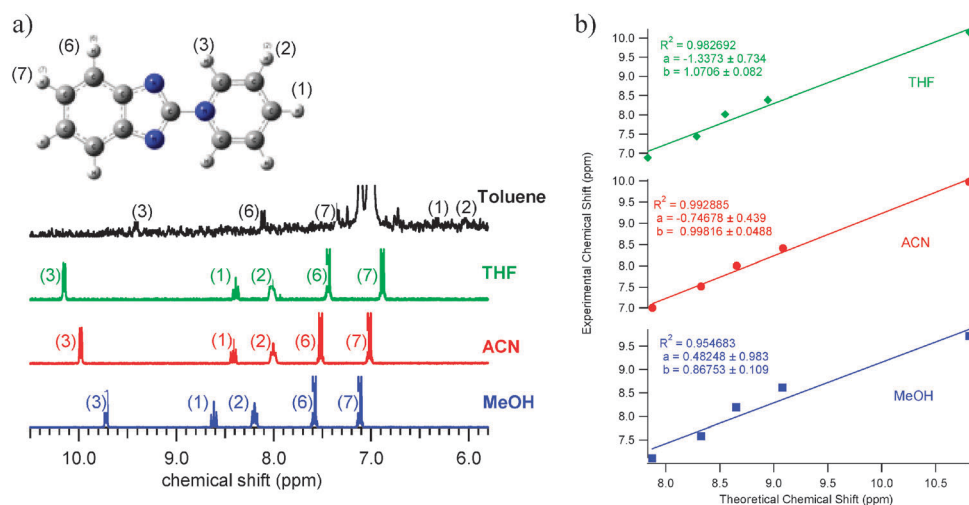 a)
(6)
(3)
(2)
(7)
(1)
Toluene
(3)
(6)
(7)
(1)
(2)
THF
(3)
(1)
(2)
(6)
(7)
ACN
(3)
(1)
(2)
(6)
(7)
MeOH
(3)
(1)
(2)
(6)
(7)
10.0 9.0 8.0 7.0 6.0
chemical shift (ppm)
b)
Experimental Chemical Shift (ppm)
10.0
9.5
9.0
8.5
8.0
7.5
7.0
R² = 0.982692
a = -1.3373 ± 0.734
b = 1.0706 ± 0.082
THF
10.0
9.5
9.0
8.5
8.0
7.5
7.0
R² = 0.992885
a = -0.74678 ± 0.439
b = 0.99816 ± 0.0488
ACN
9.5
9.0
8.5
8.0
7.5
R² = 0.954683
a = 0.48248 ± 0.983
b = 0.86753 ± 0.109
MeOH
8.0 8.5 9.0 9.5 10.0 10.5
Theoretical Chemical Shift (ppm)